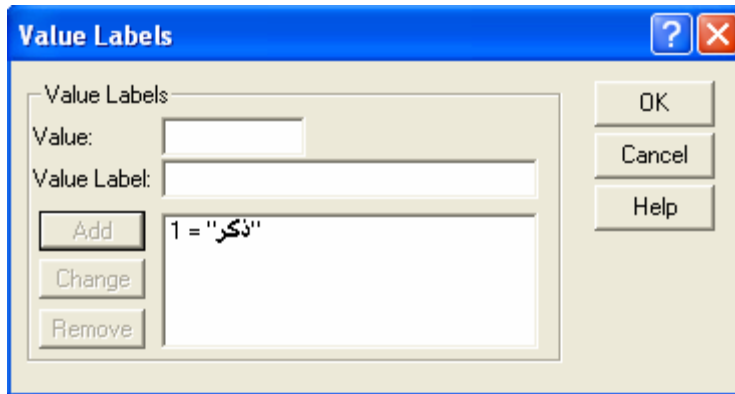 Value Labels
Value Labels
Value:
Value Label:
Add
1 = "ذكر"
Change
Remove
OK
Cancel
Help